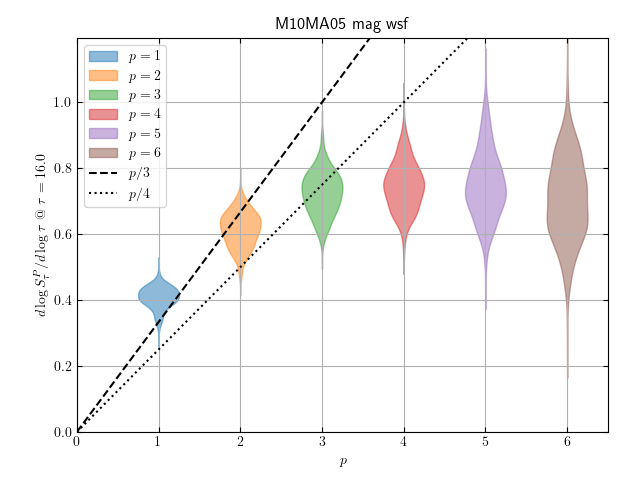 M10MA05 mag wsf
d log S_τ^P / d log τ @ τ = 16.0
1.0
0.8
0.6
0.4
0.2
0.0
p = 1
p = 2
p = 3
p = 4
p = 5
p = 6
p/3
p/4
0 1 2 3 4 5 6
p